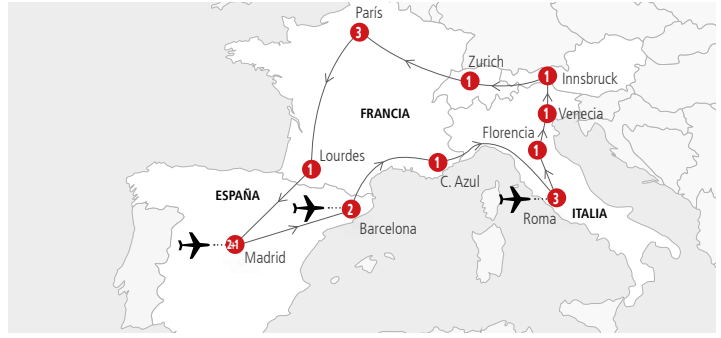 París
3
Zurich
1
1
Innsbruck
FRANCIA
1
Venecia
Florencia
1
Lourdes
1
1
C. Azul
ESPAÑA
2
Barcelona
3
Roma
ITALIA
2+1
Madrid